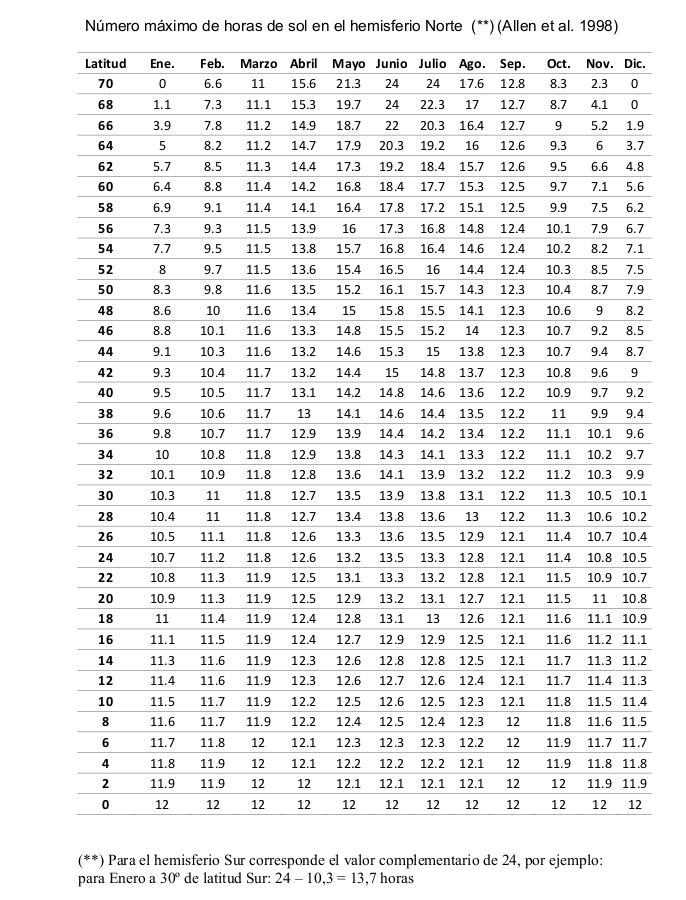 Número máximo de horas de sol en el hemisferio Norte (**) (Allen et al. 1998)
Latitud Ene. Feb. Marzo Abril Mayo Junio Julio Ago. Sep. Oct. Nov. Dic.
70 0 6.6 11 15.6 21.3 24 24 17.6 12.8 8.3 2.3 0
68 1.1 7.3 11.1 15.3 19.7 24 22.3 17 12.7 8.7 4.1 0
66 3.9 7.8 11.2 14.9 18.7 22 20.3 16.4 12.7 9 5.2 1.9
64 5 8.2 11.2 14.7 17.9 20.3 19.2 16 12.6 9.3 6 3.7
62 5.7 8.5 11.3 14.4 17.3 19.2 18.4 15.7 12.6 9.5 6.6 4.8
60 6.4 8.8 11.4 14.2 16.8 18.4 17.7 15.3 12.5 9.7 7.1 5.6
58 6.9 9.1 11.4 14.1 16.4 17.8 17.2 15.1 12.5 9.9 7.5 6.2
56 7.3 9.3 11.5 13.9 16 17.3 16.8 14.8 12.4 10.1 7.9 6.7
54 7.7 9.5 11.5 13.8 15.7 16.8 16.4 14.6 12.4 10.2 8.2 7.1
52 8 9.7 11.5 13.6 15.4 16.5 16 14.4 12.4 10.3 8.5 7.5
50 8.3 9.8 11.6 13.5 15.2 16.1 15.7 14.3 12.3 10.4 8.7 7.9
48 8.6 10 11.6 13.4 15 15.8 15.5 14.1 12.3 10.6 9 8.2
46 8.8 10.1 11.6 13.3 14.8 15.5 15.2 14 12.3 10.7 9.2 8.5
44 9.1 10.3 11.6 13.2 14.6 15.3 15 13.8 12.3 10.7 9.4 8.7
42 9.3 10.4 11.7 13.2 14.4 15 14.8 13.7 12.3 10.8 9.6 9
40 9.5 10.5 11.7 13.1 14.2 14.8 14.6 13.6 12.2 10.9 9.7 9.2
38 9.6 10.6 11.7 13 14.1 14.6 14.4 13.5 12.2 11 9.9 9.4
36 9.8 10.7 11.7 12.9 13.9 14.4 14.2 13.4 12.2 11.1 10.1 9.6
34 10 10.8 11.8 12.9 13.8 14.3 14.1 13.3 12.2 11.1 10.2 9.7
32 10.1 10.9 11.8 12.8 13.6 14.1 13.9 13.2 12.2 11.2 10.3 9.9
30 10.3 11 11.8 12.7 13.5 13.9 13.8 13.1 12.2 11.3 10.5 10.1
28 10.4 11 11.8 12.7 13.4 13.8 13.6 13 12.2 11.3 10.6 10.2
26 10.5 11.1 11.8 12.6 13.3 13.6 13.5 12.9 12.1 11.4 10.7 10.4
24 10.7 11.2 11.8 12.6 13.2 13.5 13.3 12.8 12.1 11.4 10.8 10.5
22 10.8 11.3 11.9 12.5 13.1 13.3 13.2 12.8 12.1 11.5 10.9 10.7
20 10.9 11.3 11.9 12.5 12.9 13.2 13.1 12.7 12.1 11.5 11 10.8
18 11 11.4 11.9 12.4 12.8 13.1 13 12.6 12.1 11.6 11.1 10.9
16 11.1 11.5 11.9 12.4 12.7 12.9 12.9 12.5 12.1 11.6 11.2 11.1
14 11.3 11.6 11.9 12.3 12.6 12.8 12.8 12.5 12.1 11.7 11.3 11.2
12 11.4 11.6 11.9 12.3 12.6 12.7 12.6 12.4 12.1 11.7 11.4 11.3
10 11.5 11.7 11.9 12.2 12.5 12.6 12.5 12.3 12.1 11.8 11.5 11.4
8 11.6 11.7 11.9 12.2 12.4 12.5 12.4 12.3 12 11.8 11.6 11.5
6 11.7 11.8 12 12.1 12.3 12.3 12.3 12.2 12 11.9 11.7 11.7
4 11.8 11.9 12 12.1 12.2 12.2 12.2 12.1 12 11.9 11.8 11.8
2 11.9 11.9 12 12 12.1 12.1 12.1 12.1 12 12 11.9 11.9
0 12 12 12 12 12 12 12 12 12 12 12 12
(**) Para el hemisferio Sur corresponde el valor complementario de 24, por ejemplo:
para Enero a 30º de latitud Sur: 24 – 10,3 = 13,7 horas